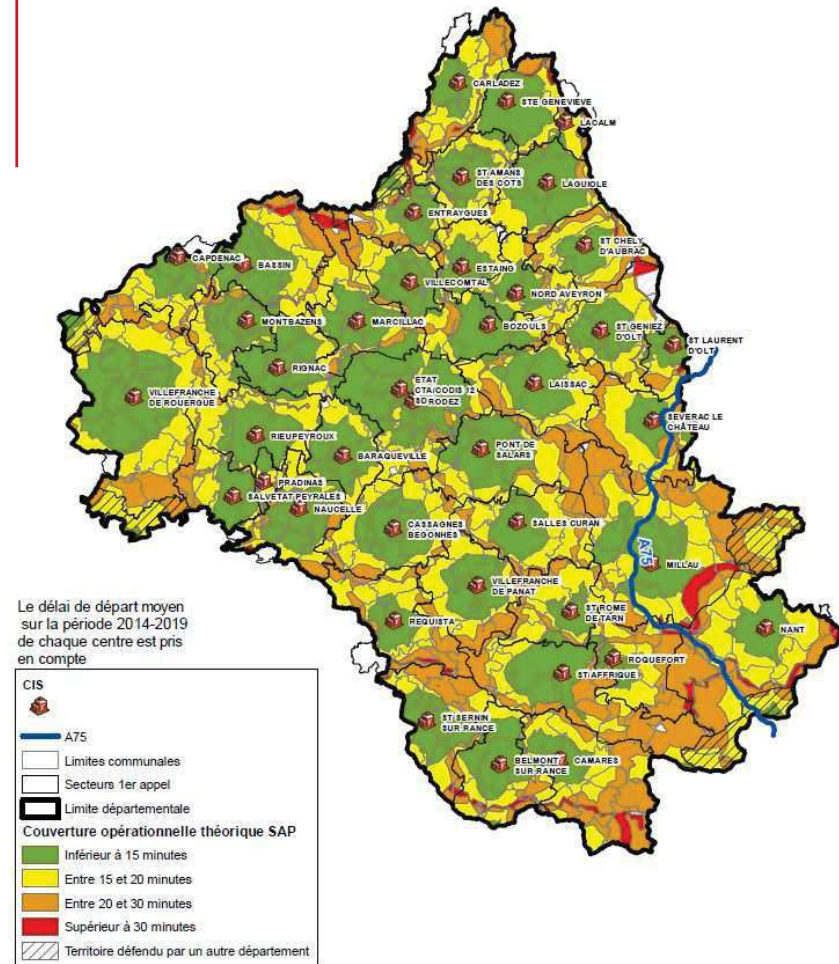 CARLADEZ
STE GENEVIEVE
LACALM
ST AMANS
DES COTS
LAGUIOLE
ENTRAYGUES
ST CHELY
D'AUBRAC
CAPDENAC
BASSIN
ESTAING
VILLECOMTAL
NORD AVEYRON
MONTBAZENS
MARCILLAC
BOZOULS
ST GENIEZ
D'OLT
ST LAURENT
D'OLT
RIGNAC
ETAT
CTA/CODIS 12
SD RODEZ
LAISSAC
VILLEFRANCHE
DE ROUERGUE
SEVERAC LE
CHÂTEAU
RIEUPEYROUX
BARAQUEVILLE
PONT DE
SALARS
PRADINAS
SALVETAT PEYRALES
NAUCELLE
CASSAGNES
BEGONHES
SALLES CURAN
A75
MILLAU
VILLEFRANCHE
DE PANAT
ST ROME
DE TARN
REQUISTA
NANT
ROQUEFORT
ST AFFRIQUE
ST SERNIN
SUR RANCE
BELMONT
SUR RANCE
CAMARES
Le délai de départ moyen
sur la période 2014-2019
de chaque centre est pris
en compte
CIS
A75
Limites communales
Secteurs 1er appel
Limite départementale
Couverture opérationnelle théorique SAP
Inférieur à 15 minutes
Entre 15 et 20 minutes
Entre 20 et 30 minutes
Supérieur à 30 minutes
Territoire défendu par un autre département